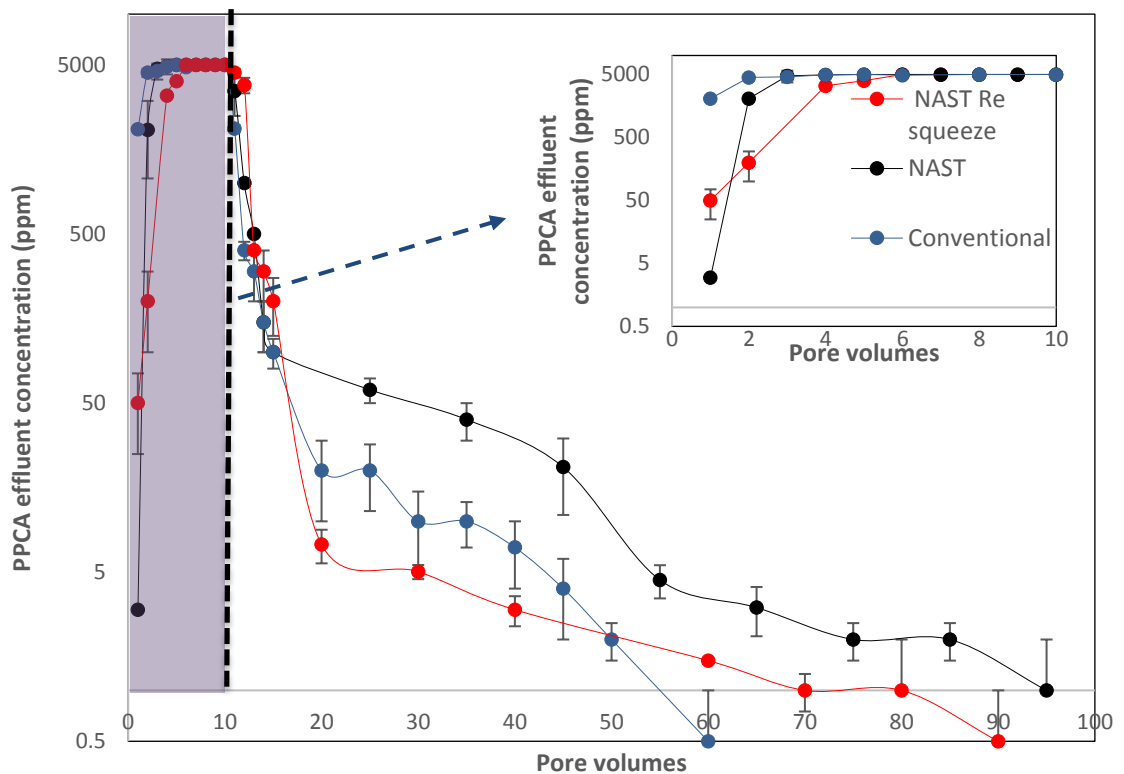 PPCA effluent concentration (ppm)
5000
500
50
5
0.5
0 10 20 30 40 50 60 70 80 90 100
Pore volumes
PPCA effluent
concentration (ppm)
5000
500
50
5
0.5
0 2 4 6 8 10
Pore volumes
NAST Re
squeeze
NAST
Conventional